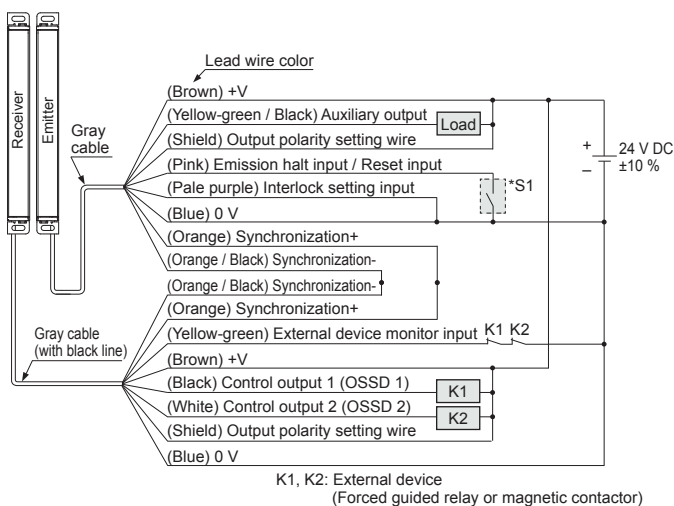 Receiver
Emitter
Gray
cable
Lead wire color
(Brown) +V
(Yellow-green / Black) Auxiliary output
Load
(Shield) Output polarity setting wire
(Pink) Emission halt input / Reset input
*S1
(Pale purple) Interlock setting input
(Blue) 0 V
+
–
24 V DC
±10 %
(Orange) Synchronization+
(Orange / Black) Synchronization-
(Orange / Black) Synchronization-
(Orange) Synchronization+
Gray cable
(with black line)
(Yellow-green) External device monitor input
K1 K2
(Brown) +V
(Black) Control output 1 (OSSD 1)
K1
(White) Control output 2 (OSSD 2)
K2
(Shield) Output polarity setting wire
(Blue) 0 V
K1, K2: External device
(Forced guided relay or magnetic contactor)